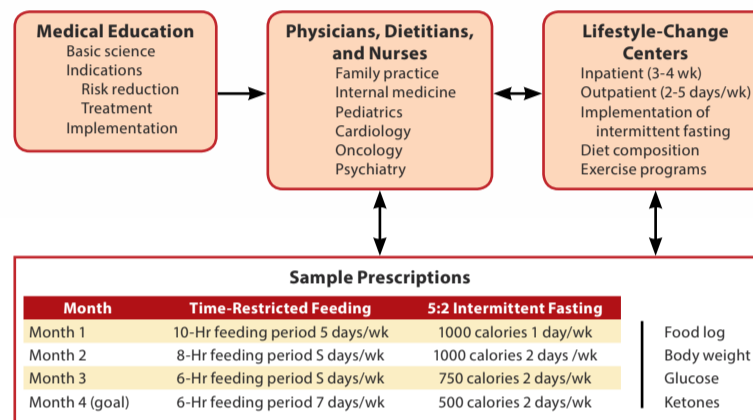 Medical Education
Basic science
Indications
Risk reduction
Treatment
Implementation
Physicians, Dietitians,
and Nurses
Family practice
Internal medicine
Pediatrics
Cardiology
Oncology
Psychiatry
Lifestyle-Change
Centers
Inpatient (3-4 wk)
Outpatient (2-5 days/wk)
Implementation of
intermittent fasting
Diet composition
Exercise programs
Sample Prescriptions
Month Time-Restricted Feeding 5:2 Intermittent Fasting
Month 1 10-Hr feeding period 5 days/wk 1000 calories 1 day/wk Food log
Month 2 8-Hr feeding period S days/wk 1000 calories 2 days /wk Body weight
Month 3 6-Hr feeding period S days/wk 750 calories 2 days/wk Glucose
Month 4 (goal) 6-Hr feeding period 7 days/wk 500 calories 2 days/wk Ketones